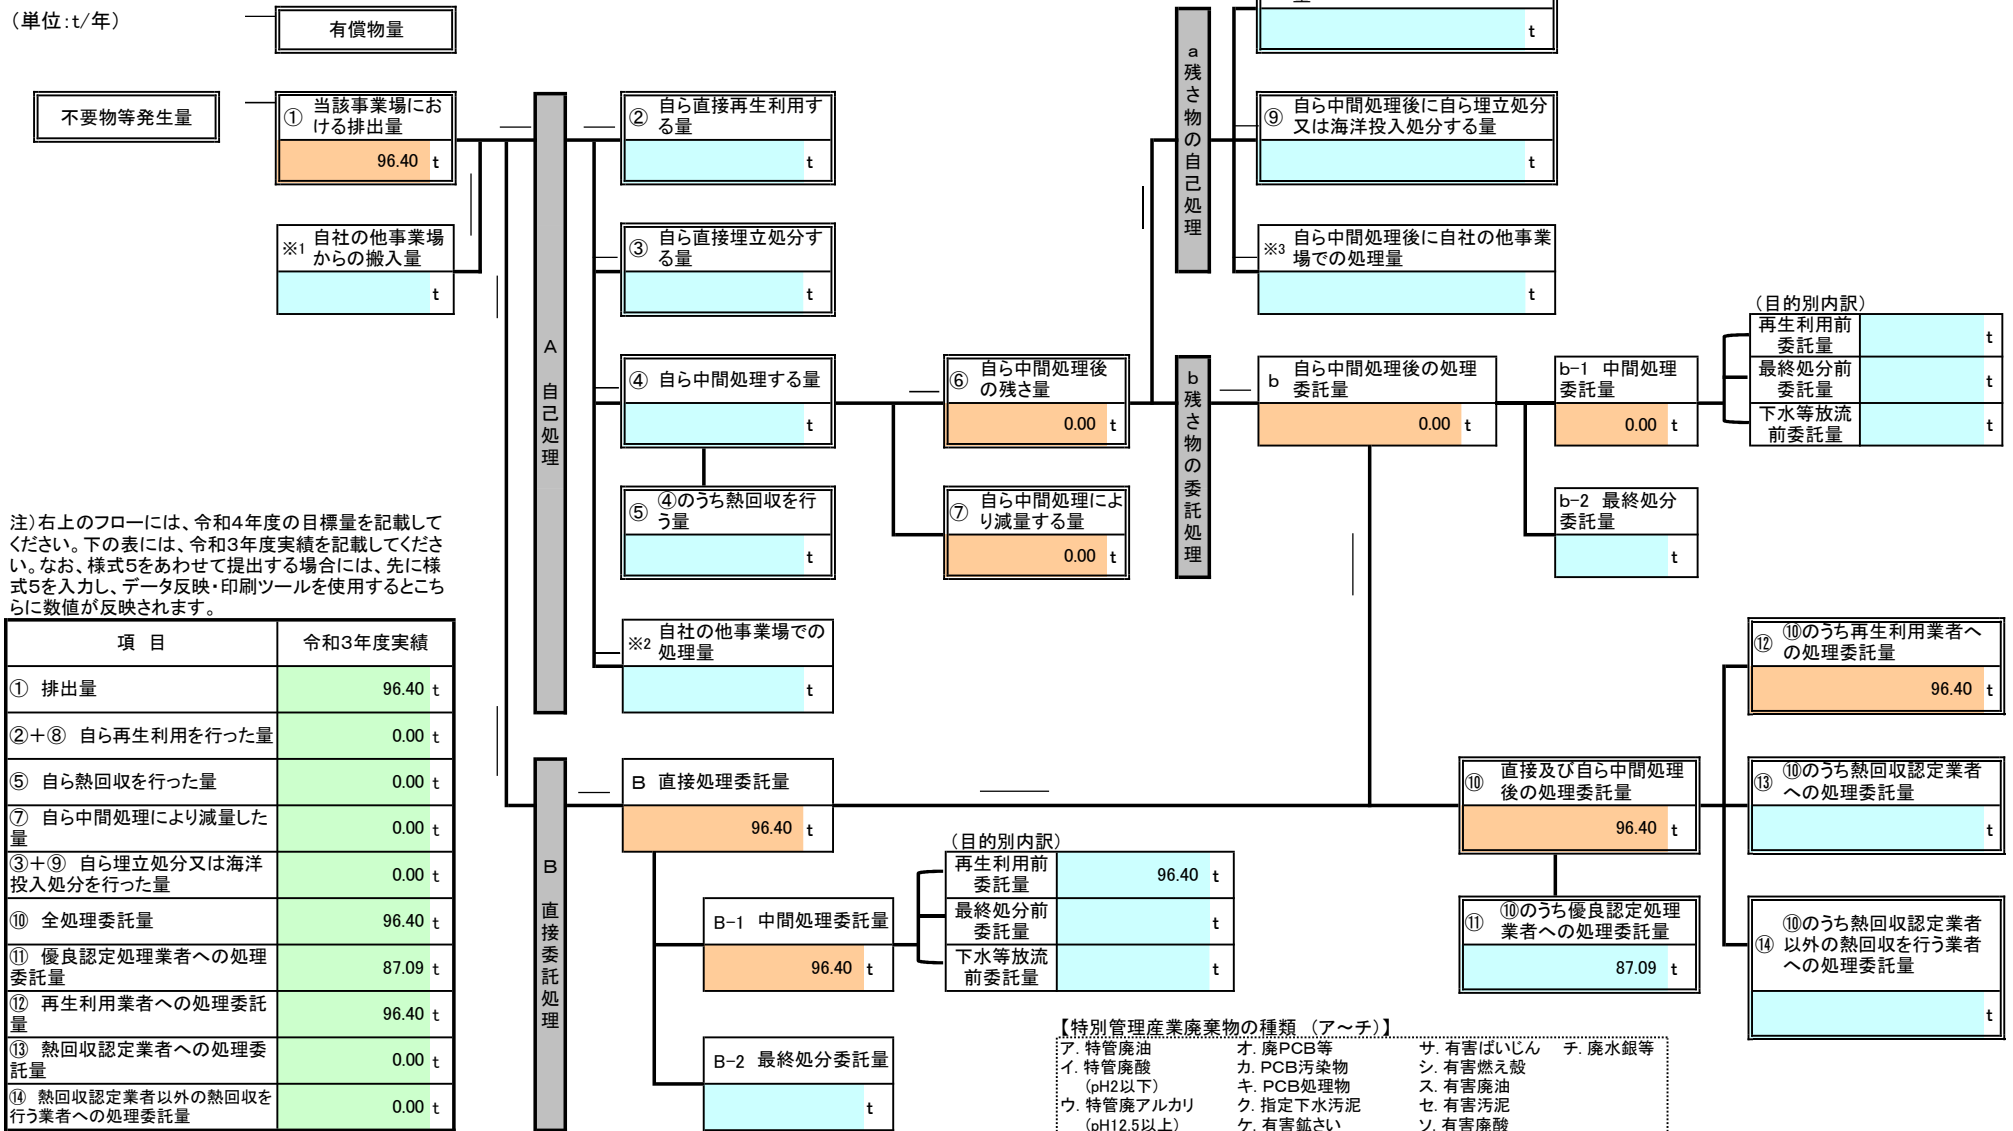 （単位:t/年）
有償物量
t
不要物等発生量
① 当該事業場にお
ける排出量
96.40 t
② 自ら直接再生利用す
る量
t
⑨ 自ら中間処理後に自ら埋立処分
又は海洋投入処分する量
t
a
残
さ
物
の
自
己
処
理
※1 自社の他事業場
からの搬入量
t
③ 自ら直接埋立処分す
る量
t
※3 自ら中間処理後に自社の他事業
場での処理量
t
A
自
己
処
理
④ 自ら中間処理する量
t
⑥ 自ら中間処理後
の残さ量
0.00 t
b
残
さ
物
の
委
託
処
理
b 自ら中間処理後の処理
委託量
0.00 t
b-1 中間処理
委託量
0.00 t
（目的別内訳）
再生利用前
委託量
t
最終処分前
委託量
t
下水等放流
前委託量
t
⑤ ④のうち熱回収を行
う量
t
⑦ 自ら中間処理によ
り減量する量
0.00 t
b-2 最終処分
委託量
t
注）右上のフローには、令和4年度の目標量を記載して
ください。下の表には、令和3年度実績を記載してくださ
い。なお、様式5をあわせて提出する場合には、先に様
式5を入力し、データ反映・印刷ツールを使用するとこち
らに数値が反映されます。
項 目 令和3年度実績
① 排出量 96.40 t
②＋⑧ 自ら再生利用を行った量 0.00 t
⑤ 自ら熱回収を行った量 0.00 t
⑦ 自ら中間処理により減量した
量 0.00 t
③＋⑨ 自ら埋立処分又は海洋
投入処分を行った量 0.00 t
⑩ 全処理委託量 96.40 t
⑪ 優良認定処理業者への処理
委託量 87.09 t
⑫ 再生利用業者への処理委託
量 96.40 t
⑬ 熱回収認定業者への処理委
託量 0.00 t
⑭ 熱回収認定業者以外の熱回収を
行う業者への処理委託量 0.00 t
※2 自社の他事業場での
処理量
t
B
直
接
委
託
処
理
B 直接処理委託量
96.40 t
B-1 中間処理委託量
96.40 t
（目的別内訳）
再生利用前
委託量
96.40 t
最終処分前
委託量
t
下水等放流
前委託量
t
B-2 最終処分委託量
t
⑩ 直接及び自ら中間処理
後の処理委託量
96.40 t
⑪ ⑩のうち優良認定処理
業者への処理委託量
87.09 t
⑫ ⑩のうち再生利用業者へ
の処理委託量
96.40 t
⑬ ⑩のうち熱回収認定業者
への処理委託量
t
⑭ ⑩のうち熱回収認定業者
以外の熱回収を行う業者
への処理委託量
t
【特別管理産業廃棄物の種類 （ア～チ）】
ア. 特管廃油 オ. 廃PCB等 サ. 有害ばいじん チ. 廃水銀等
イ. 特管廃酸 カ. PCB汚染物 シ. 有害燃え殻
（pH2以下） キ. PCB処理物 ス. 有害廃油
ウ. 特管廃アルカリ ク. 指定下水汚泥 セ. 有害汚泥
（pH12.5以上） ケ. 有害鉱さい ソ. 有害廃酸